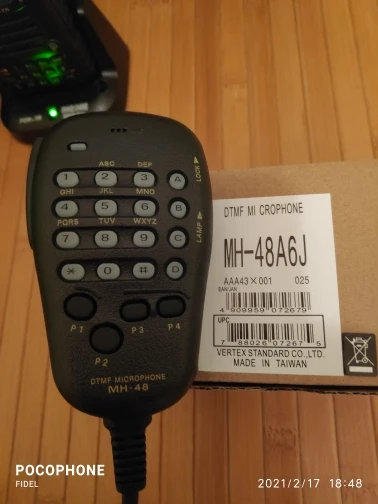 ABC DEF
1 2 3 A
LOCK
GHI JKL MNO
4 5 6 B
PQRS TUV WXYZ
7 8 9 C
LAMP
* 0 # D
P1 P2 P3 P4
DTMF MICROPHONE
MH-48
DTMF MI CROPHONE
MH-48A6J
AAA43×001 025
EAN/JAN
4 909959 072679
UPC
7 88026 07267 5
VERTEX STANDARD CO.,LTD.
MADE IN TAIWAN
POCOPHONE
FIDEL
2021/2/17 18:48